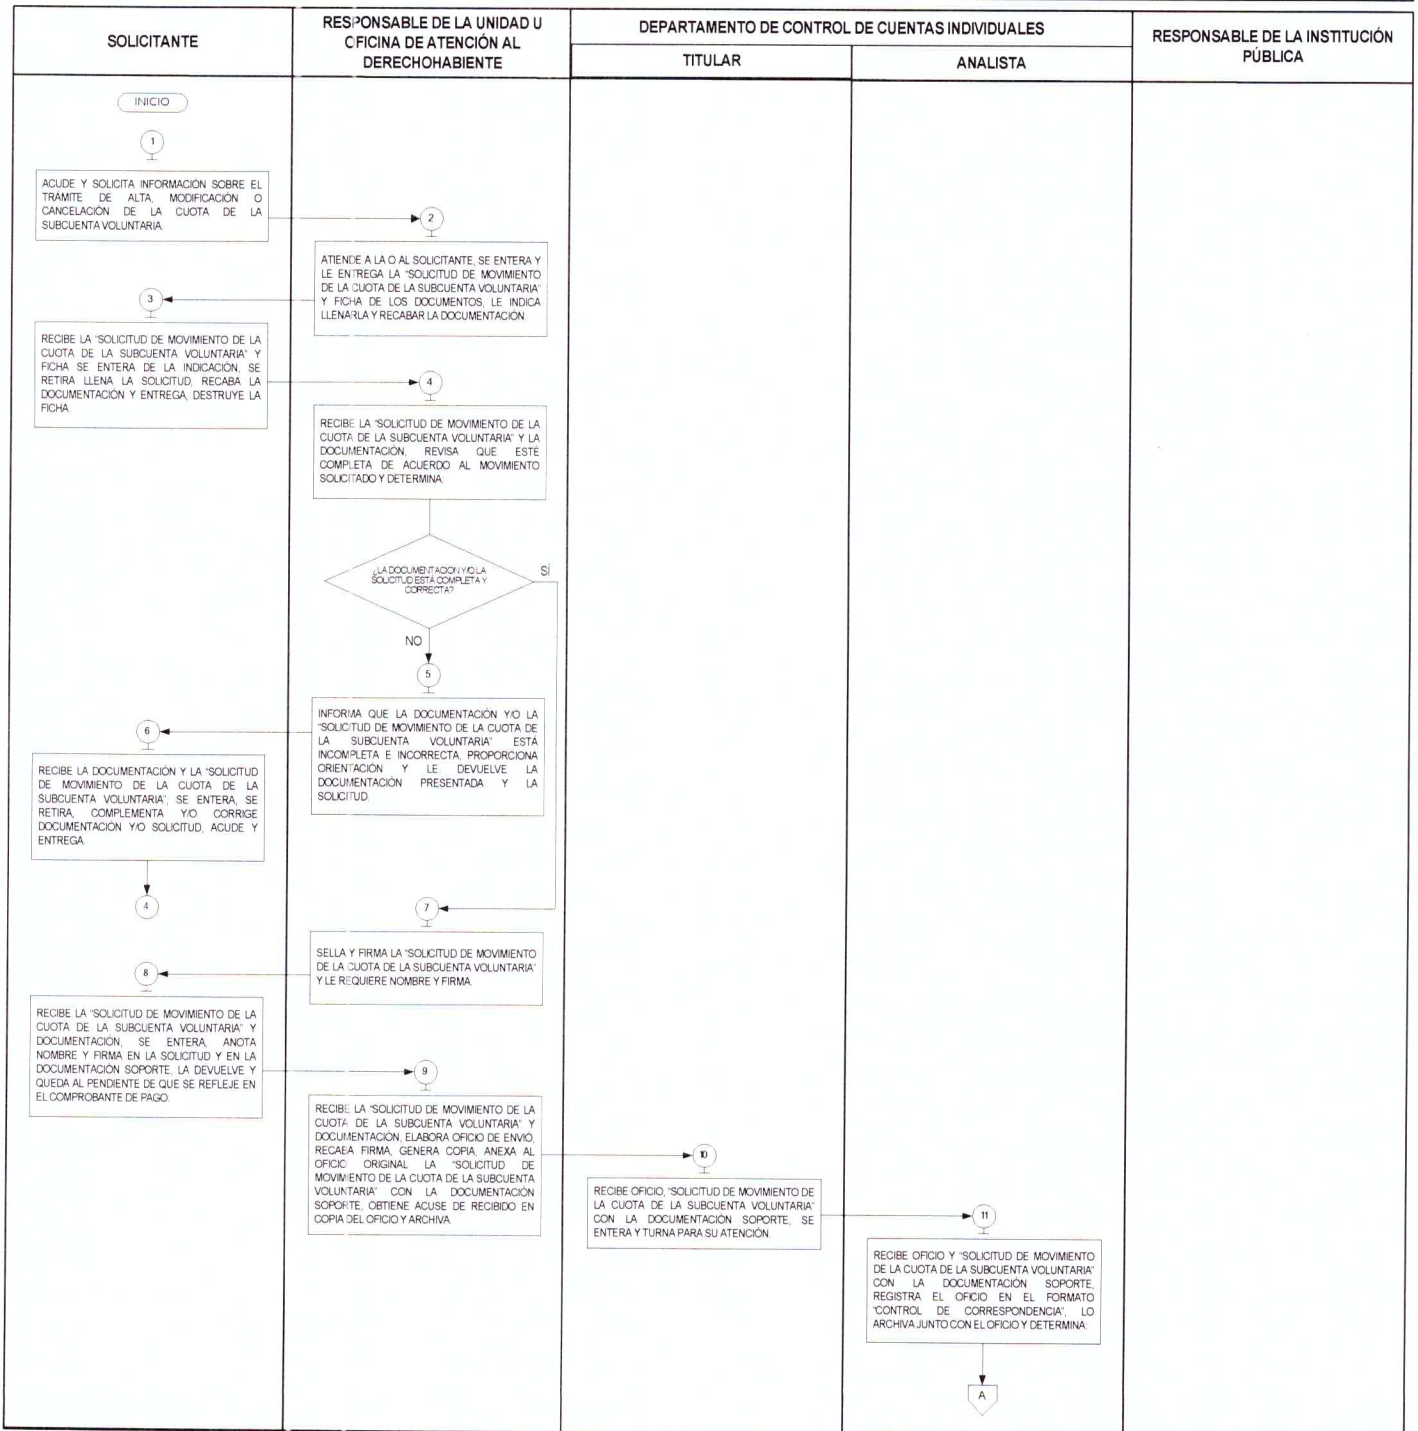 SOLICITANTE
RESPONSABLE DE LA UNIDAD U
OFICINA DE ATENCIÓN AL
DERECHOHABIENTE
DEPARTAMENTO DE CONTROL DE CUENTAS INDIVIDUALES
TITULAR
ANALISTA
RESPONSABLE DE LA INSTITUCIÓN
PÚBLICA
INICIO
1
ACUDE Y SOLICITA INFORMACIÓN SOBRE EL
TRÁMITE DE ALTA, MODIFICACIÓN O
CANCELACIÓN DE LA CUOTA DE LA
SUBCUENTA VOLUNTARIA.
2
ATIENDE A LA O AL SOLICITANTE, SE ENTERA Y
LE ENTREGA LA "SOLICITUD DE MOVIMIENTO
DE LA CUOTA DE LA SUBCUENTA VOLUNTARIA"
Y FICHA DE LOS DOCUMENTOS, LE INDICA
LLENARLA Y RECABAR LA DOCUMENTACIÓN.
3
RECIBE LA "SOLICITUD DE MOVIMIENTO DE LA
CUOTA DE LA SUBCUENTA VOLUNTARIA" Y
FICHA SE ENTERA DE LA INDICACIÓN, SE
RETIRA LLENA LA SOLICITUD, RECABA LA
DOCUMENTACIÓN Y ENTREGA, DESTRUYE LA
FICHA.
4
RECIBE LA "SOLICITUD DE MOVIMIENTO DE LA
CUOTA DE LA SUBCUENTA VOLUNTARIA" Y LA
DOCUMENTACIÓN, REVISA QUE ESTÉ
COMPLETA DE ACUERDO AL MOVIMIENTO
SOLICITADO Y DETERMINA:
¿LA DOCUMENTACIÓN Y/O LA
SOLICITUD ESTÁ COMPLETA Y
CORRECTA?
SÍ
NO
5
INFORMA QUE LA DOCUMENTACIÓN Y/O LA
"SOLICITUD DE MOVIMIENTO DE LA CUOTA DE
LA SUBCUENTA VOLUNTARIA" ESTÁ
INCOMPLETA E INCORRECTA, PROPORCIONA
ORIENTACIÓN Y LE DEVUELVE LA
DOCUMENTACIÓN PRESENTADA Y LA
SOLICITUD.
6
RECIBE LA DOCUMENTACIÓN Y LA "SOLICITUD
DE MOVIMIENTO DE LA CUOTA DE LA
SUBCUENTA VOLUNTARIA", SE ENTERA, SE
RETIRA, COMPLEMENTA Y/O CORRIGE
DOCUMENTACIÓN Y/O SOLICITUD, ACUDE Y
ENTREGA.
4
7
SELLA Y FIRMA LA "SOLICITUD DE MOVIMIENTO
DE LA CUOTA DE LA SUBCUENTA VOLUNTARIA"
Y LE REQUIERE NOMBRE Y FIRMA.
8
RECIBE LA "SOLICITUD DE MOVIMIENTO DE LA
CUOTA DE LA SUBCUENTA VOLUNTARIA" Y
DOCUMENTACIÓN, SE ENTERA, ANOTA
NOMBRE Y FIRMA EN LA SOLICITUD Y EN LA
DOCUMENTACIÓN SOPORTE, LA DEVUELVE Y
QUEDA AL PENDIENTE DE QUE SE REFLEJE EN
EL COMPROBANTE DE PAGO.
9
RECIBE LA "SOLICITUD DE MOVIMIENTO DE LA
CUOTA DE LA SUBCUENTA VOLUNTARIA" Y
DOCUMENTACIÓN, ELABORA OFICIO DE ENVÍO,
RECABA FIRMA, GENERA COPIA, ANEXA AL
OFICIO ORIGINAL LA "SOLICITUD DE
MOVIMIENTO DE LA CUOTA DE LA SUBCUENTA
VOLUNTARIA" CON LA DOCUMENTACIÓN
SOPORTE, OBTIENE ACUSE DE RECIBIDO EN
COPIA DEL OFICIO Y ARCHIVA.
10
RECIBE OFICIO, "SOLICITUD DE MOVIMIENTO DE
LA CUOTA DE LA SUBCUENTA VOLUNTARIA"
CON LA DOCUMENTACIÓN SOPORTE, SE
ENTERA Y TURNA PARA SU ATENCIÓN.
11
RECIBE OFICIO Y "SOLICITUD DE MOVIMIENTO
DE LA CUOTA DE LA SUBCUENTA VOLUNTARIA"
CON LA DOCUMENTACIÓN SOPORTE,
REGISTRA EL OFICIO EN EL FORMATO
"CONTROL DE CORRESPONDENCIA", LO
ARCHIVA JUNTO CON EL OFICIO Y DETERMINA:
A